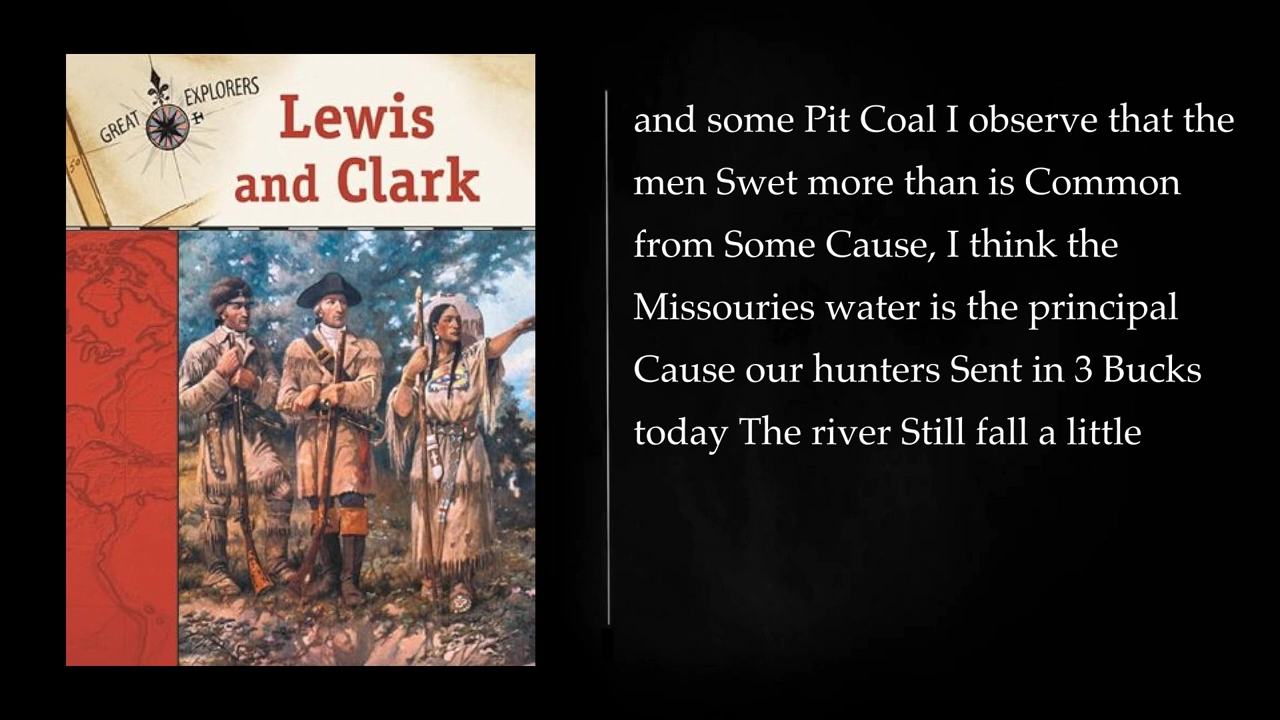 GREAT EXPLORERS
Lewis
and Clark
50
and some Pit Coal I observe that the
men Swet more than is Common
from Some Cause, I think the
Missouries water is the principal
Cause our hunters Sent in 3 Bucks
today The river Still fall a little